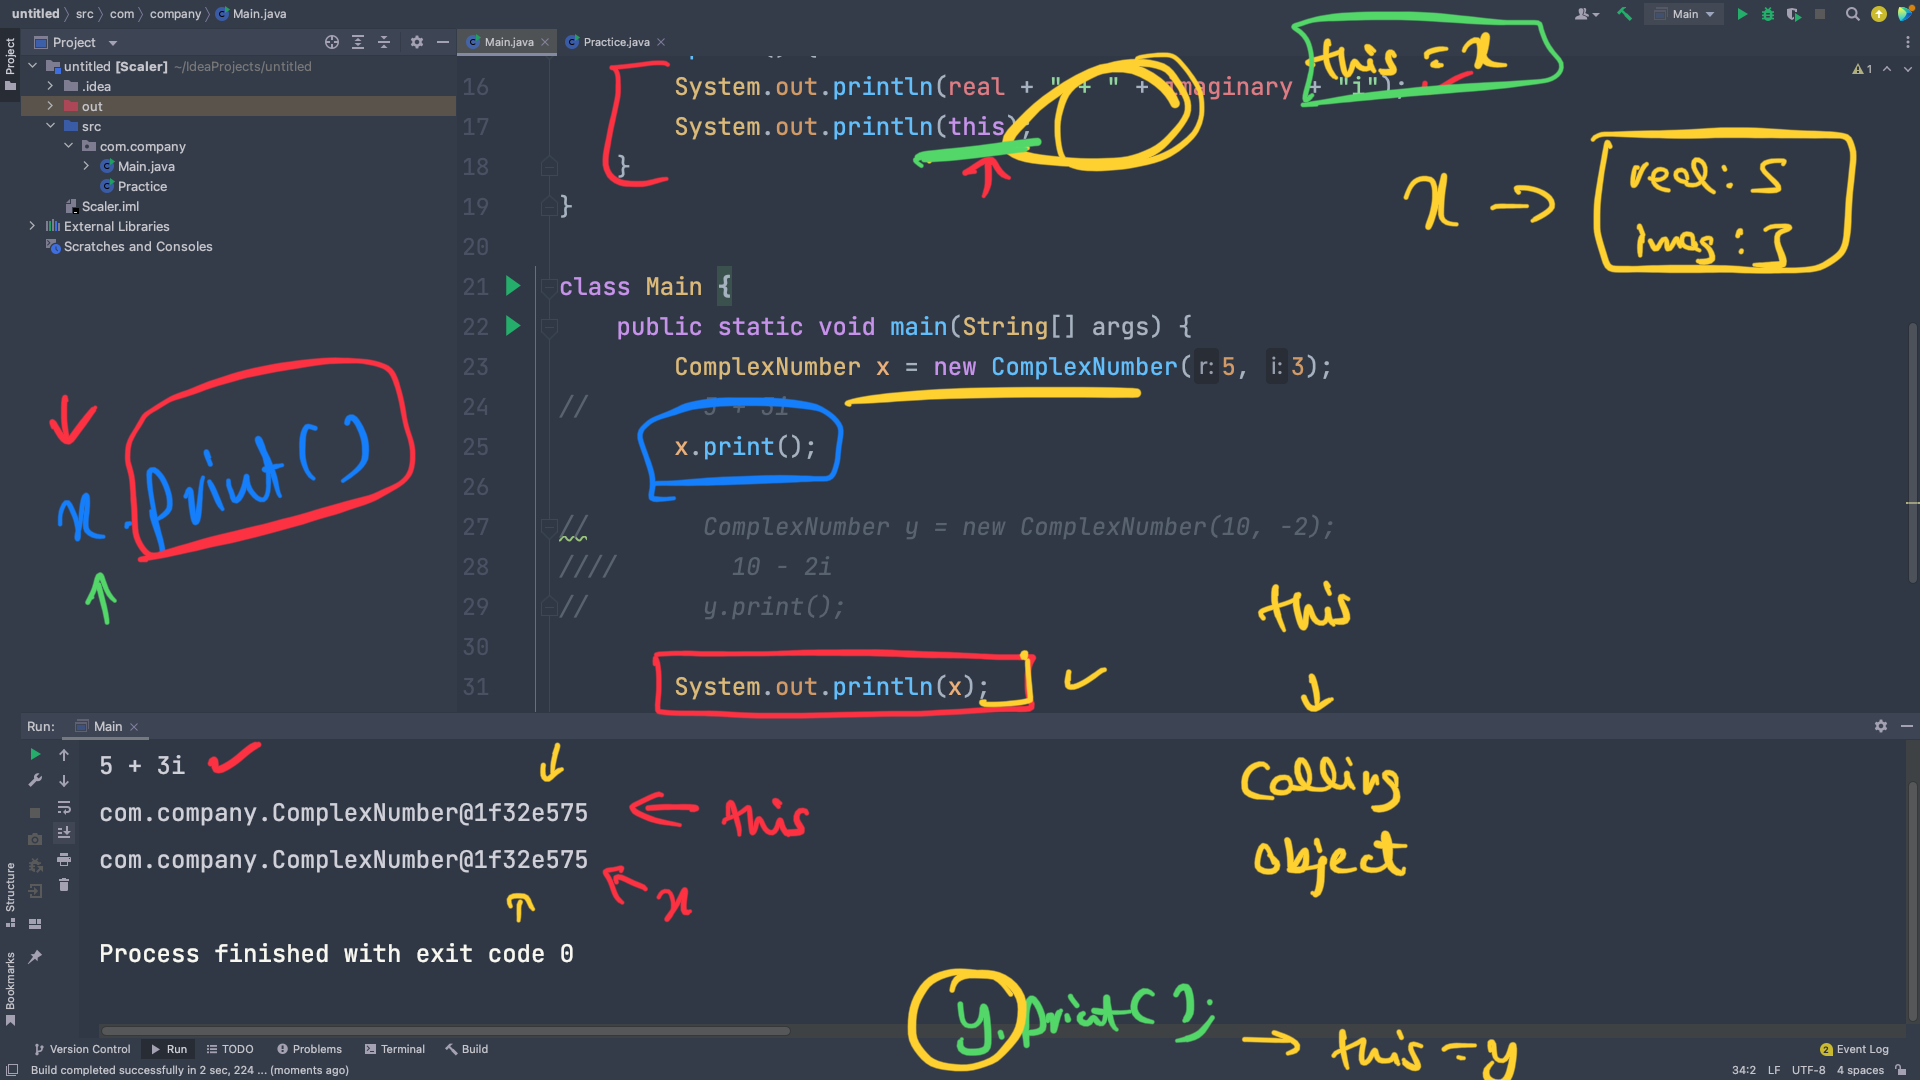 untitled 〉 src 〉 com 〉 company 〉 Main.java
Main
Project
Main.java
Practice.java
untitled [Scaler] ~/IdeaProjects/untitled
.idea
out
src
com.company
Main.java
Practice
Scaler.iml
External Libraries
Scratches and Consoles
Project
1
16 System.out.println(real + " + " + imaginary + "i");
17 System.out.println(this);
18 }
19 }
20
21 class Main {
22 public static void main(String[] args) {
23 ComplexNumber x = new ComplexNumber( r: 5, i: 3);
24 // 5 + 3i
25 x.print();
26
27 // ComplexNumber y = new ComplexNumber(10, -2);
28 //// 10 - 2i
29 // y.print();
30
31 System.out.println(x);
this = x
x → real: 5
imag: 3
x.print()
this
↓
Calling
object
Run: Main
5 + 3i
com.company.ComplexNumber@1f32e575 ← this
com.company.ComplexNumber@1f32e575 ← x
Process finished with exit code 0
y.print();
→ this = y
Structure
Bookmarks
Version Control
Run
TODO
Problems
Terminal
Build
2 Event Log
Build completed successfully in 2 sec, 224 ... (moments ago)
34:2 LF UTF-8 4 spaces